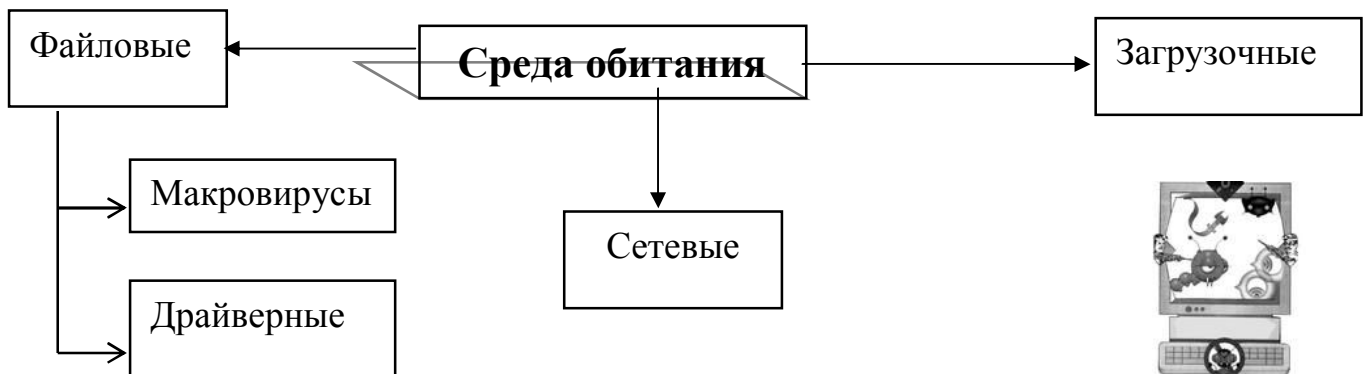 Файловые
Среда обитания
Загрузочные
Макровирусы
Сетевые
Драйверные